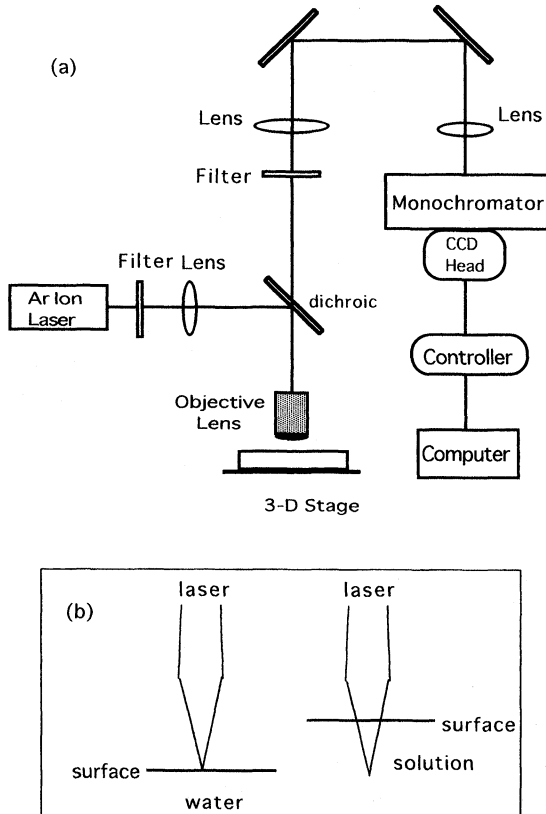 (a)
Lens
Lens
Filter
Monochromator
CCD
Head
Filter Lens
Ar Ion
Laser
dichroic
Controller
Objective
Lens
Computer
3-D Stage
(b)
laser
laser
surface
solution
surface
water